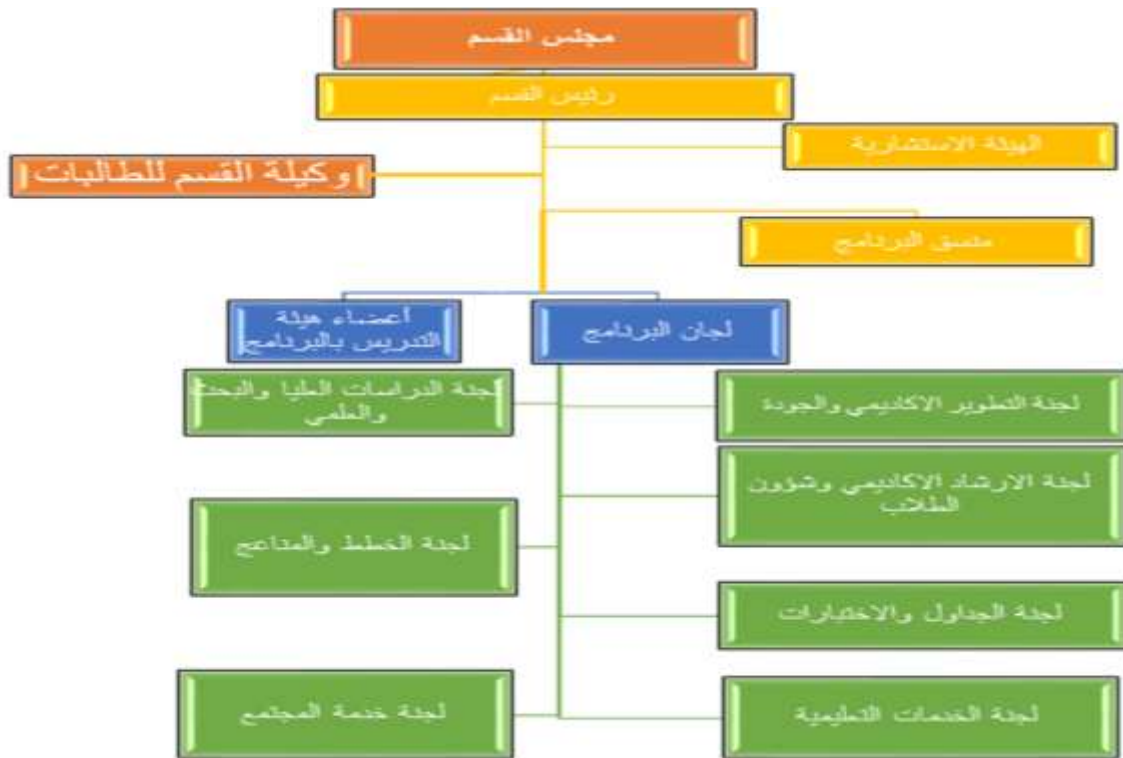 مجلس القسم
رئيس القسم
الهيئة الاستشارية
وكيلة القسم للطالبات
منسق البرنامج
لجان البرنامج
أعضاء هيئة
التدريس بالبرنامج
لجنة التطوير الاكاديمي والجودة
لجنة الدراسات العليا والبحث
والعلمي
لجنة الارشاد الاكاديمي وشؤون
الطلاب
لجنة الخطط والمناهج
لجنة الجداول والاختبارات
لجنة الخدمات التعليمية
لجنة خدمة المجتمع